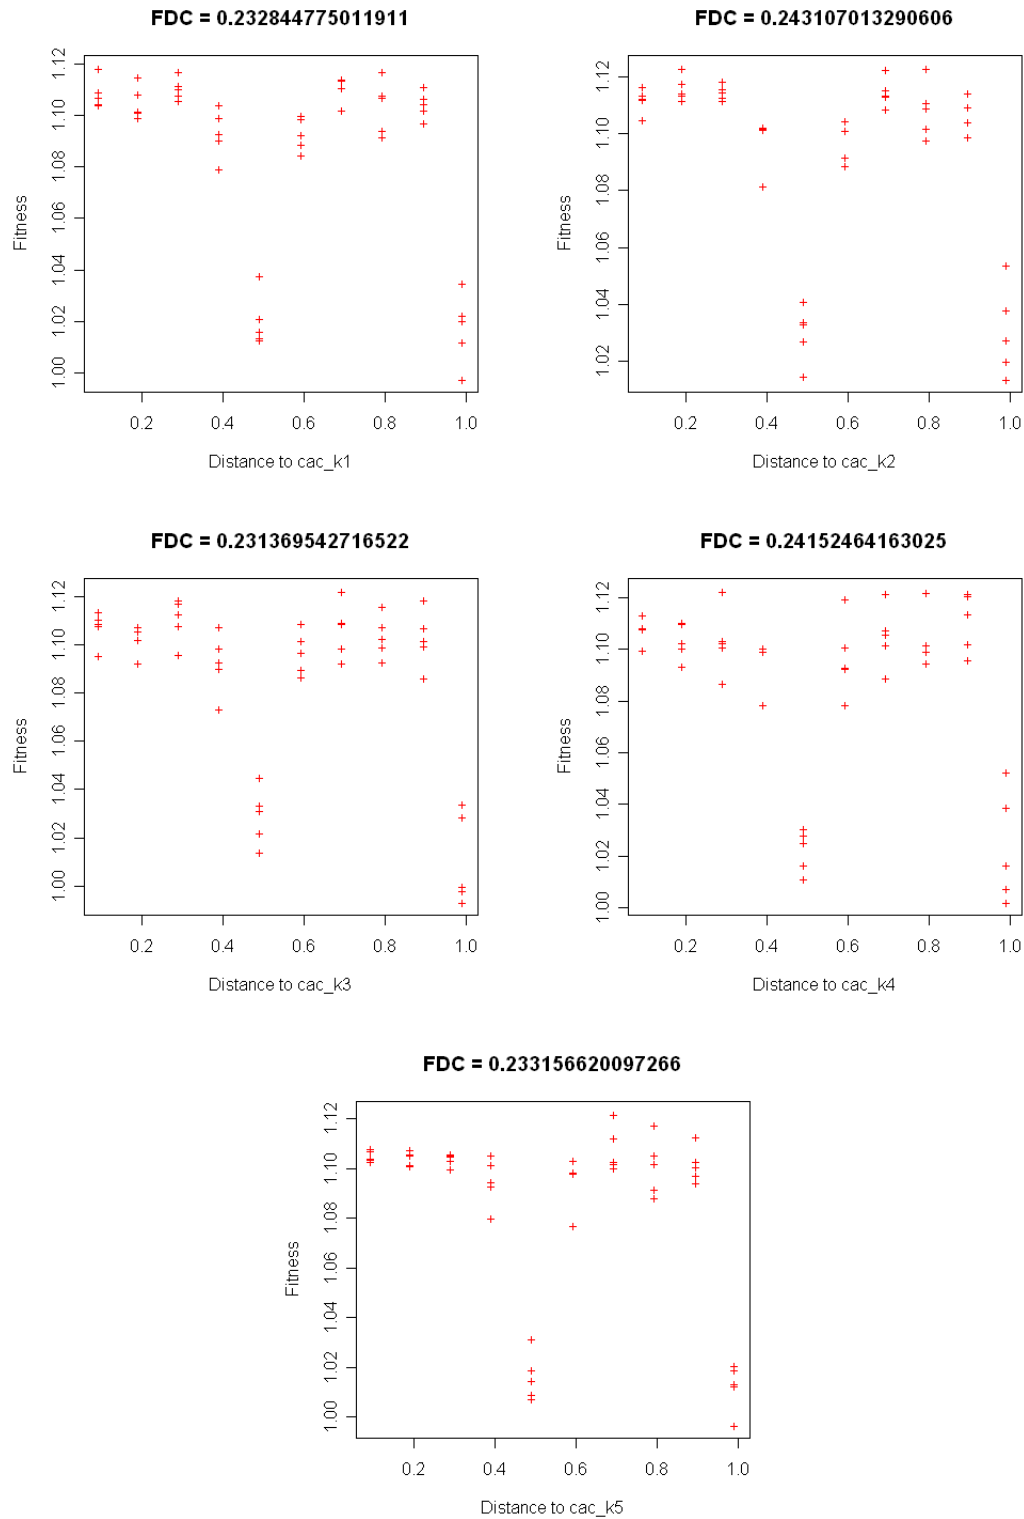 FDC = 0.232844775011911
FDC = 0.243107013290606
1.12
1.10
1.08
1.06
1.04
1.02
1.00
Fitness
0.2 0.4 0.6 0.8 1.0
Distance to cac_k1
1.12
1.10
1.08
1.06
1.04
1.02
Fitness
0.2 0.4 0.6 0.8 1.0
Distance to cac_k2
FDC = 0.231369542716522
FDC = 0.24152464163025
1.12
1.10
1.08
1.06
1.04
1.02
1.00
Fitness
0.2 0.4 0.6 0.8 1.0
Distance to cac_k3
1.12
1.10
1.08
1.06
1.04
1.02
1.00
Fitness
0.2 0.4 0.6 0.8 1.0
Distance to cac_k4
FDC = 0.233156620097266
1.12
1.10
1.08
1.06
1.04
1.02
1.00
Fitness
0.2 0.4 0.6 0.8 1.0
Distance to cac_k5